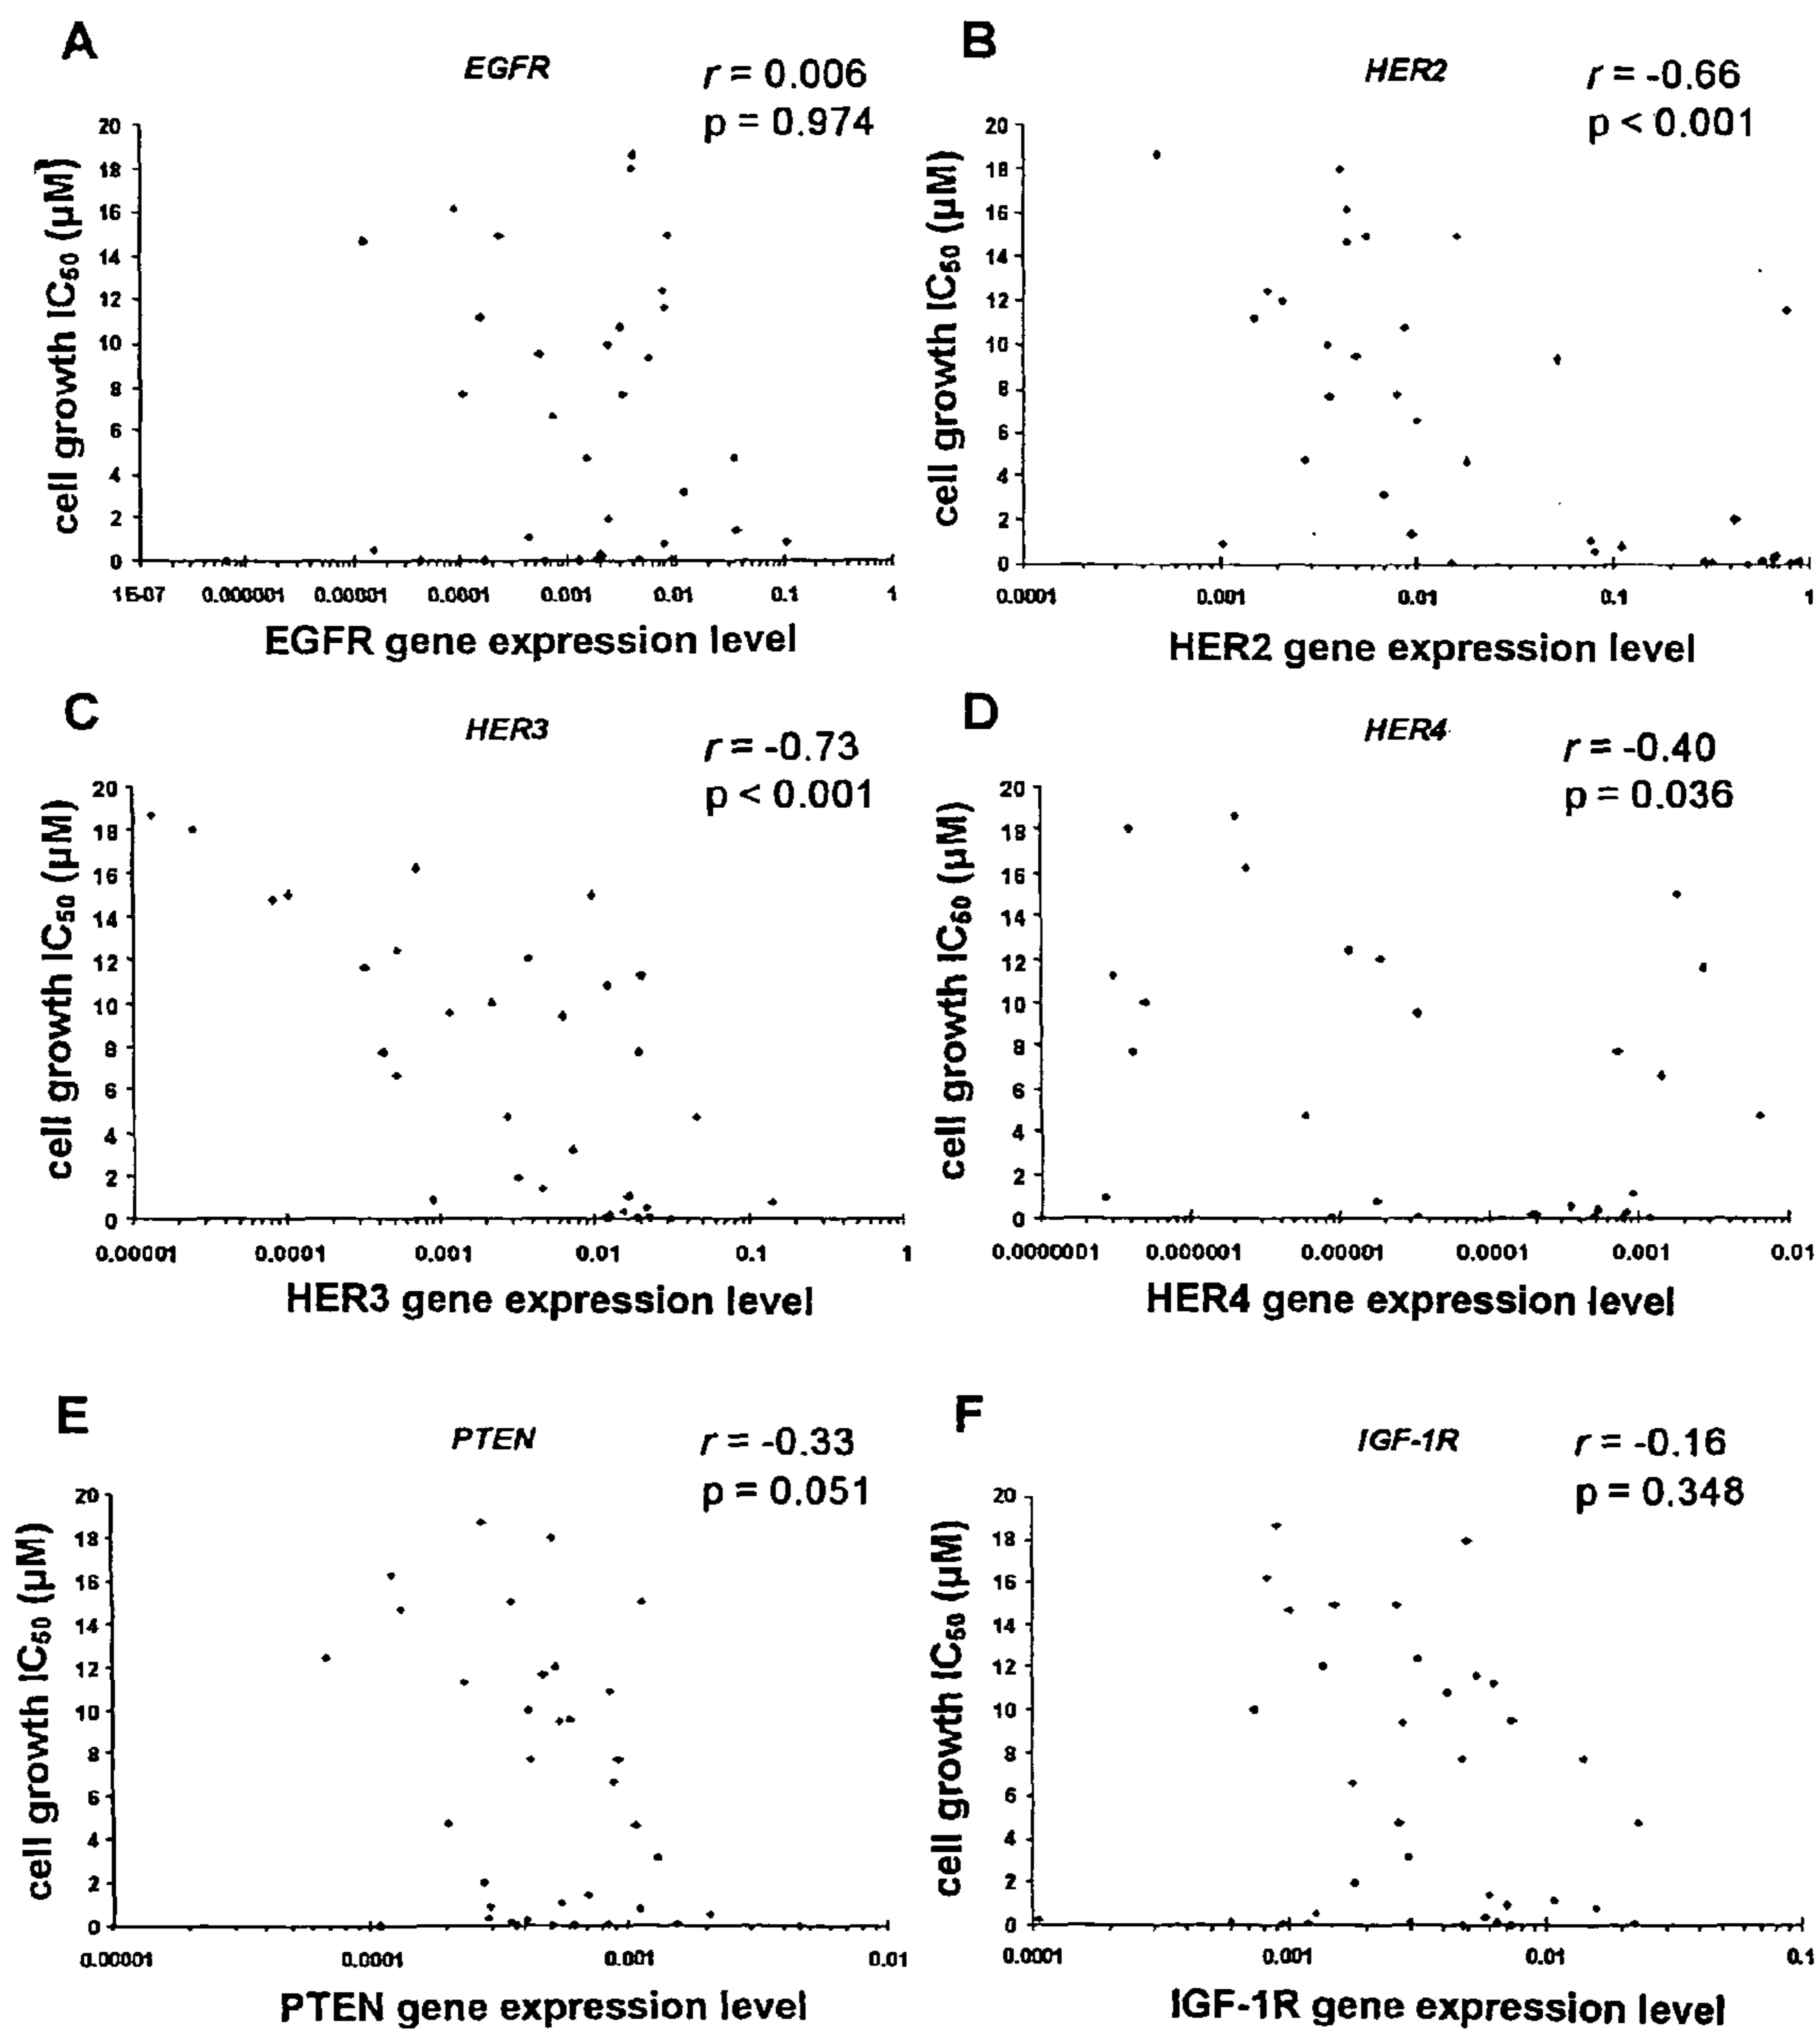 A
EGFR
r = 0.006
p = 0.974
cell growth IC50 (µM)
20
18
16
14
12
10
8
6
4
2
0
1E-07 0.000001 0.00001 0.0001 0.001 0.01 0.1 1
EGFR gene expression level
B
HER2
r = -0.66
p < 0.001
cell growth IC50 (µM)
20
18
16
14
12
10
8
6
4
2
0
0.0001 0.001 0.01 0.1 1
HER2 gene expression level
C
HER3
r = -0.73
p < 0.001
cell growth IC50 (µM)
20
18
16
14
12
10
8
6
4
2
0
0.00001 0.0001 0.001 0.01 0.1 1
HER3 gene expression level
D
HER4
r = -0.40
p = 0.036
cell growth IC50 (µM)
20
18
16
14
12
10
8
6
4
2
0
0.0000001 0.000001 0.00001 0.0001 0.001 0.01
HER4 gene expression level
E
PTEN
r = -0.33
p = 0.051
cell growth IC50 (µM)
20
18
16
14
12
10
8
6
4
2
0
0.00001 0.0001 0.001 0.01
PTEN gene expression level
F
IGF-1R
r = -0.16
p = 0.348
cell growth IC50 (µM)
20
18
16
14
12
10
8
6
4
2
0
0.0001 0.001 0.01 0.1
IGF-1R gene expression level